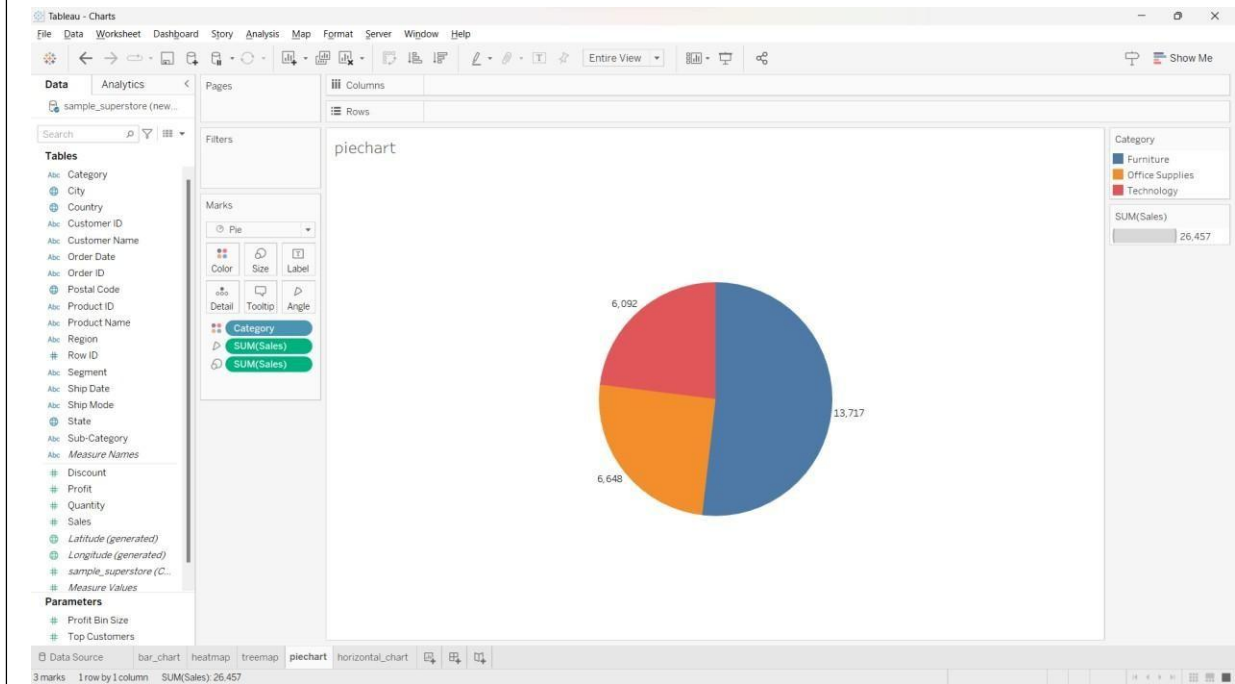 Tableau - Charts
File Data Worksheet Dashboard Story Analysis Map Format Server Window Help
Entire View
Show Me
Data Analytics
sample_superstore (new...
Search
Tables
Abc Category
City
Country
Abc Customer ID
Abc Customer Name
Abc Order Date
Abc Order ID
Postal Code
Abc Product ID
Abc Product Name
Abc Region
# Row ID
Abc Segment
Abc Ship Date
Abc Ship Mode
State
Abc Sub-Category
Abc Measure Names
# Discount
# Profit
# Quantity
# Sales
Latitude (generated)
Longitude (generated)
# sample_superstore (C...
# Measure Values
Parameters
# Profit Bin Size
# Top Customers
Pages
Filters
Marks
Pie
Color Size Label
Detail Tooltip Angle
Category
SUM(Sales)
SUM(Sales)
Columns
Rows
piechart
6,092
13,717
6,648
Category
Furniture
Office Supplies
Technology
SUM(Sales)
26,457
Data Source bar_chart heatmap treemap piechart horizontal_chart
3 marks 1 row by 1 column SUM(Sales): 26,457